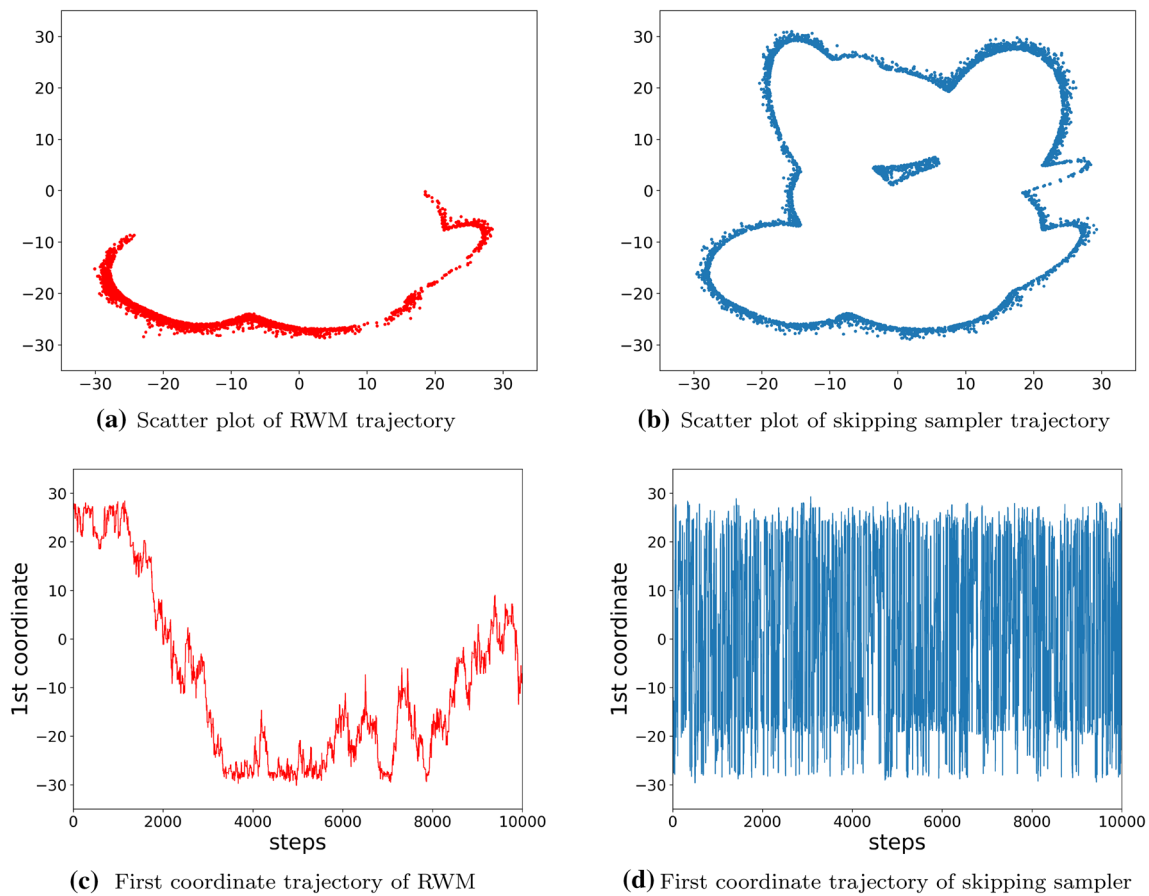 30
20
10
0
−10
−20
−30
−30 −20 −10 0 10 20 30
(a) Scatter plot of RWM trajectory
30
20
10
0
−10
−20
−30
−30 −20 −10 0 10 20 30
(b) Scatter plot of skipping sampler trajectory
30
20
10
0
−10
−20
−30
1st coordinate
0 2000 4000 6000 8000 10000
steps
(c) First coordinate trajectory of RWM
30
20
10
0
−10
−20
−30
1st coordinate
0 2000 4000 6000 8000 10000
steps
(d) First coordinate trajectory of skipping sampler